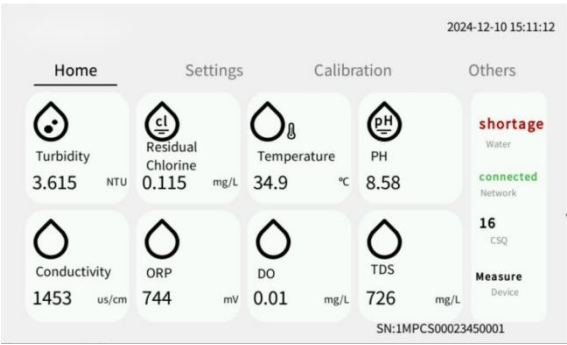 2024-12-10 15:11:12
Home Settings Calibration Others
Turbidity
3.615 NTU
cl
Residual
Chlorine
0.115 mg/L
Temperature
34.9 ℃
pH
PH
8.58
shortage
Water
connected
Network
16
CSQ
Measure
Device
Conductivity
1453 us/cm
ORP
744 mV
DO
0.01 mg/L
TDS
726 mg/L
SN:1MPCS00023450001